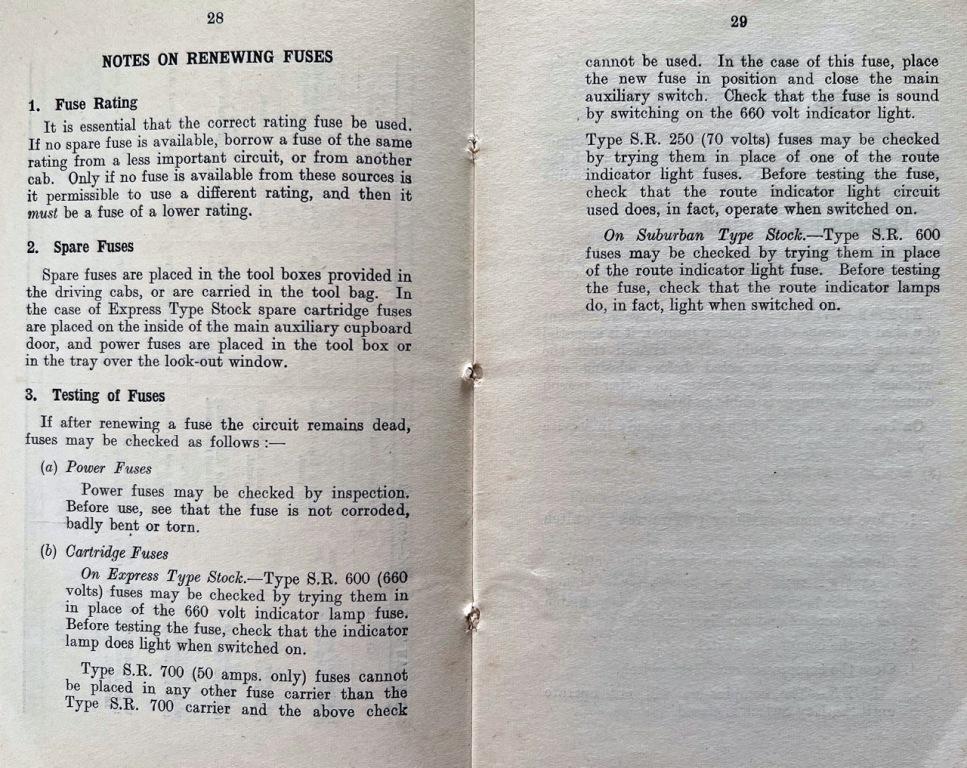 28
NOTES ON RENEWING FUSES
1. Fuse Rating
It is essential that the correct rating fuse be used.
If no spare fuse is available, borrow a fuse of the same
rating from a less important circuit, or from another
cab. Only if no fuse is available from these sources is
it permissible to use a different rating, and then it
must be a fuse of a lower rating.
2. Spare Fuses
Spare fuses are placed in the tool boxes provided in
the driving cabs, or are carried in the tool bag. In
the case of Express Type Stock spare cartridge fuses
are placed on the inside of the main auxiliary cupboard
door, and power fuses are placed in the tool box or
in the tray over the look-out window.
3. Testing of Fuses
If after renewing a fuse the circuit remains dead,
fuses may be checked as follows :—
(a) Power Fuses
Power fuses may be checked by inspection.
Before use, see that the fuse is not corroded,
badly bent or torn.
(b) Cartridge Fuses
On Express Type Stock.—Type S.R. 600 (660
volts) fuses may be checked by trying them in
in place of the 660 volt indicator lamp fuse.
Before testing the fuse, check that the indicator
lamp does light when switched on.
Type S.R. 700 (50 amps. only) fuses cannot
be placed in any other fuse carrier than the
Type S.R. 700 carrier and the above check
29
cannot be used. In the case of this fuse, place
the new fuse in position and close the main
auxiliary switch. Check that the fuse is sound
by switching on the 660 volt indicator light.
Type S.R. 250 (70 volts) fuses may be checked
by trying them in place of one of the route
indicator light fuses. Before testing the fuse,
check that the route indicator light circuit
used does, in fact, operate when switched on.
On Suburban Type Stock.—Type S.R. 600
fuses may be checked by trying them in place
of the route indicator light fuse. Before testing
the fuse, check that the route indicator lamps
do, in fact, light when switched on.